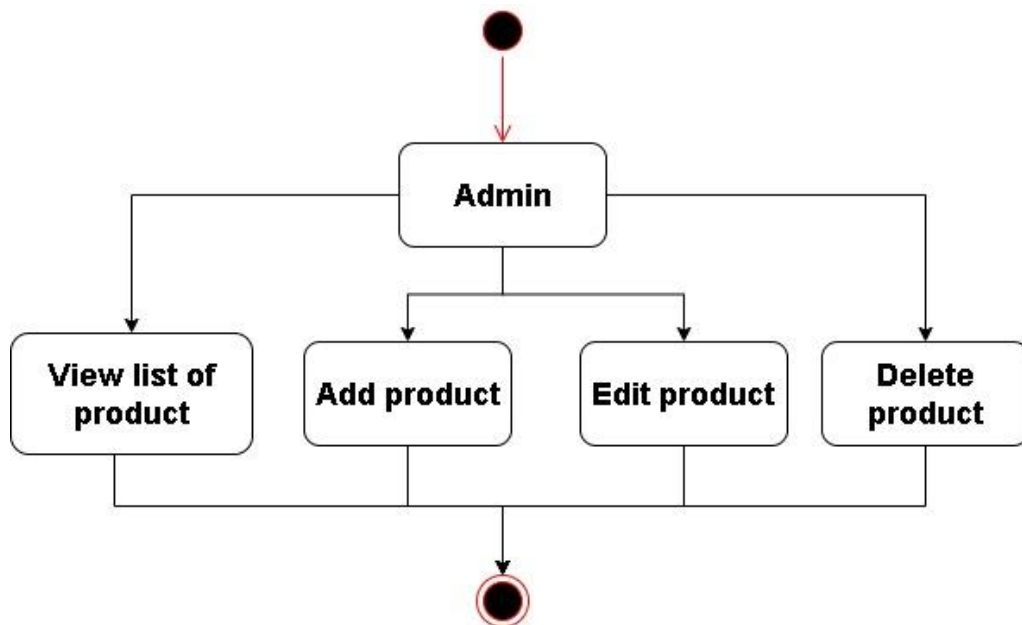 Admin
View list of
product
Add product
Edit product
Delete
product